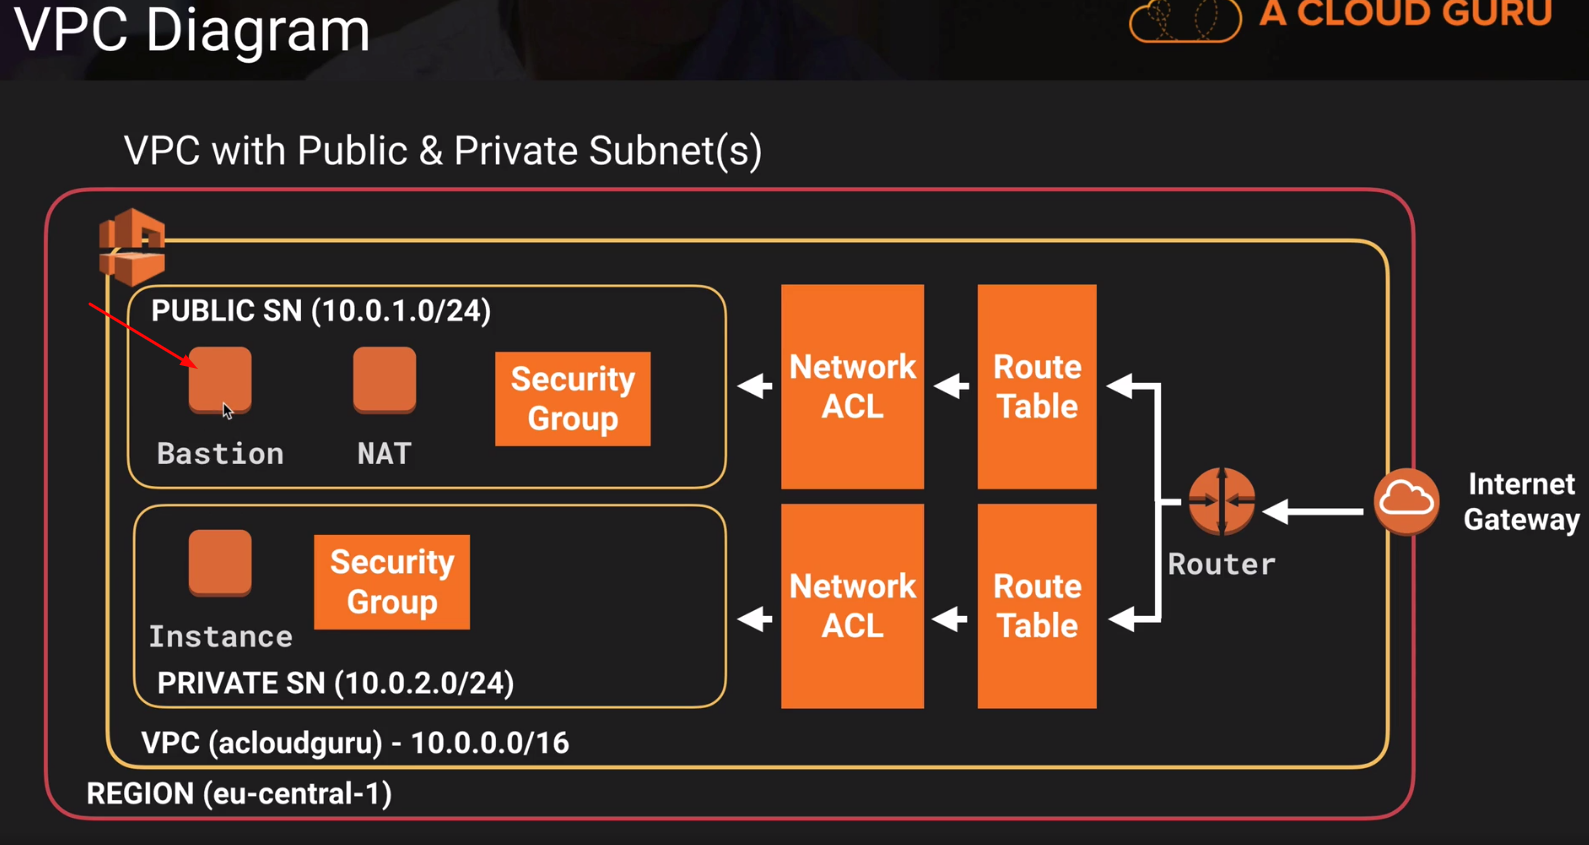 VPC Diagram
A CLOUD GURU
VPC with Public & Private Subnet(s)
PUBLIC SN (10.0.1.0/24)
Bastion
NAT
Security
Group
Network
ACL
Route
Table
Internet
Gateway
Router
Instance
Security
Group
Network
ACL
Route
Table
PRIVATE SN (10.0.2.0/24)
VPC (acloudguru) - 10.0.0.0/16
REGION (eu-central-1)